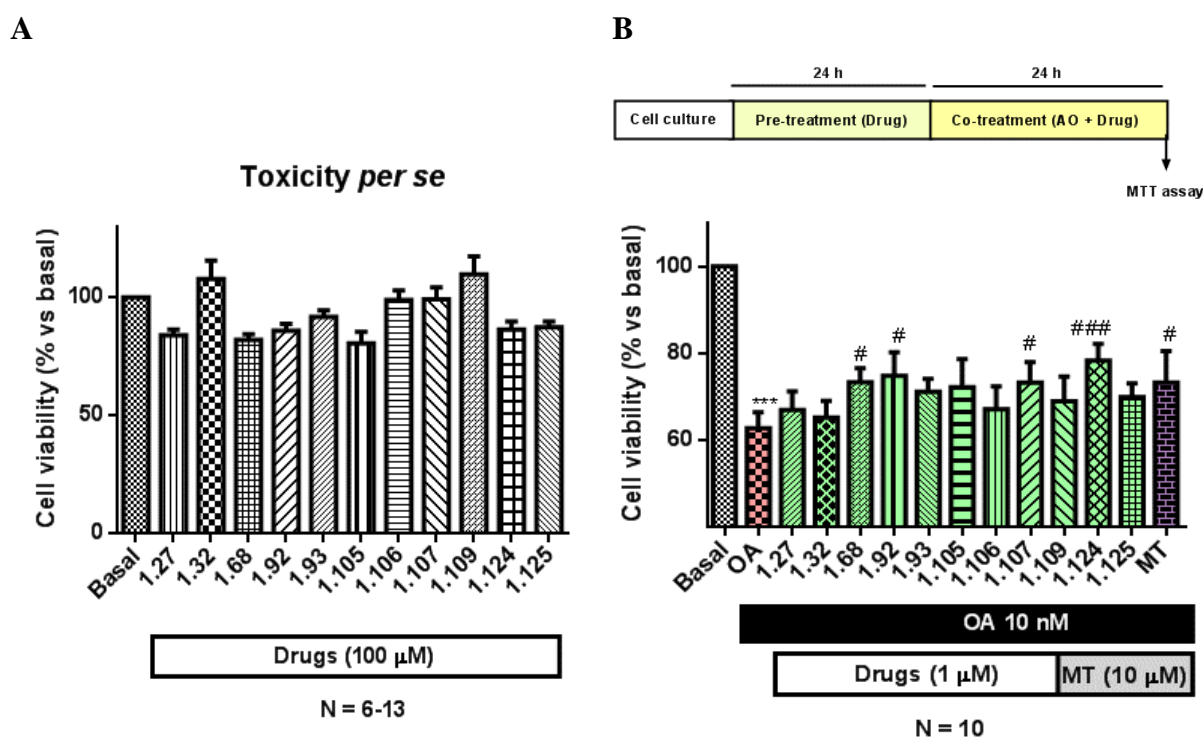 A
Toxicity per se
Cell viability (% vs basal)
100
50
0
Basal
1.27
1.32
1.68
1.92
1.93
1.105
1.106
1.107
1.109
1.124
1.125
Drugs (100 µM)
N = 6-13
B
24 h
24 h
Cell culture
Pre-treatment (Drug)
Co-treatment (AO + Drug)
MTT assay
Cell viability (% vs basal)
100
80
60
***
#
#
#
###
#
Basal
OA
1.27
1.32
1.68
1.92
1.93
1.105
1.106
1.107
1.109
1.124
1.125
MT
OA 10 nM
Drugs (1 µM)
MT (10 µM)
N = 10